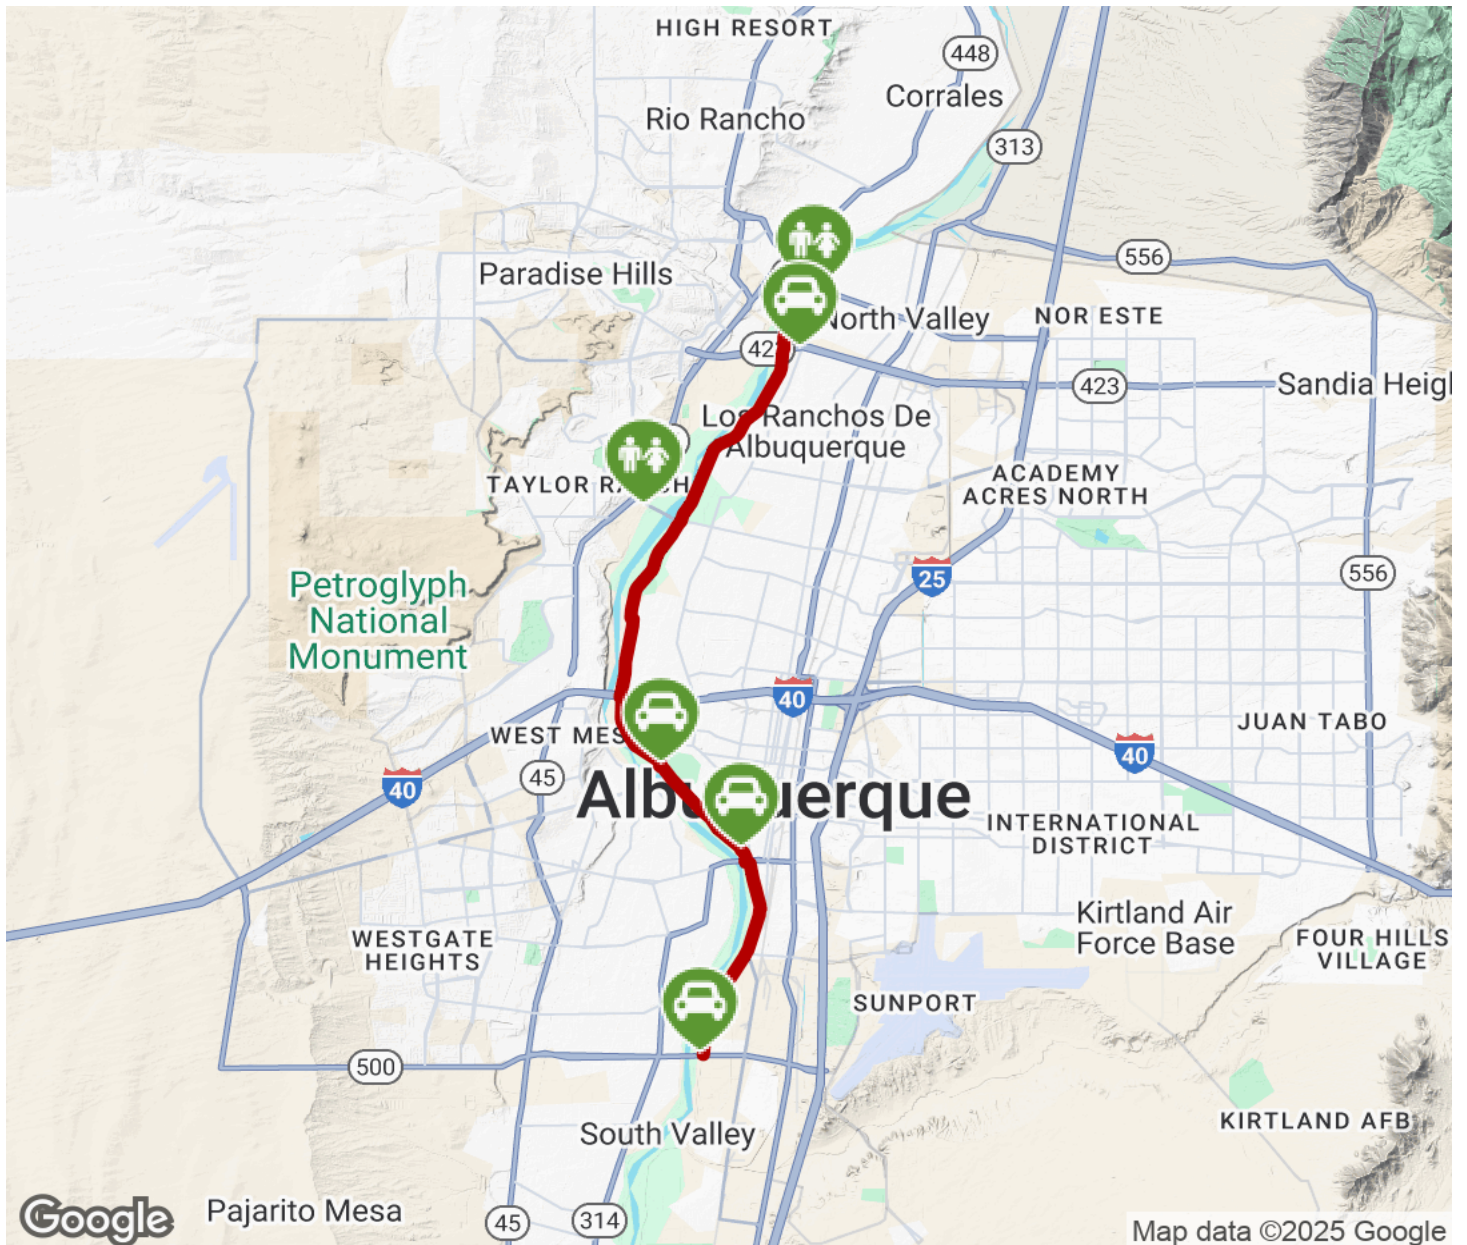 HIGH RESORT
448
Corrales
Rio Rancho
313
556
Paradise Hills
North Valley
NOR ESTE
423
Sandia Heigh
Los Ranchos De
Albuquerque
TAYLOR RANCH
ACADEMY
ACRES NORTH
25
556
Petroglyph
National
Monument
40
JUAN TABO
WEST MES
45
40
40
Albuquerque
INTERNATIONAL
DISTRICT
Kirtland Air
Force Base
WESTGATE
HEIGHTS
FOUR HILLS
VILLAGE
SUNPORT
500
KIRTLAND AFB
South Valley
Pajarito Mesa
45
314
Google
Map data ©2025 Google